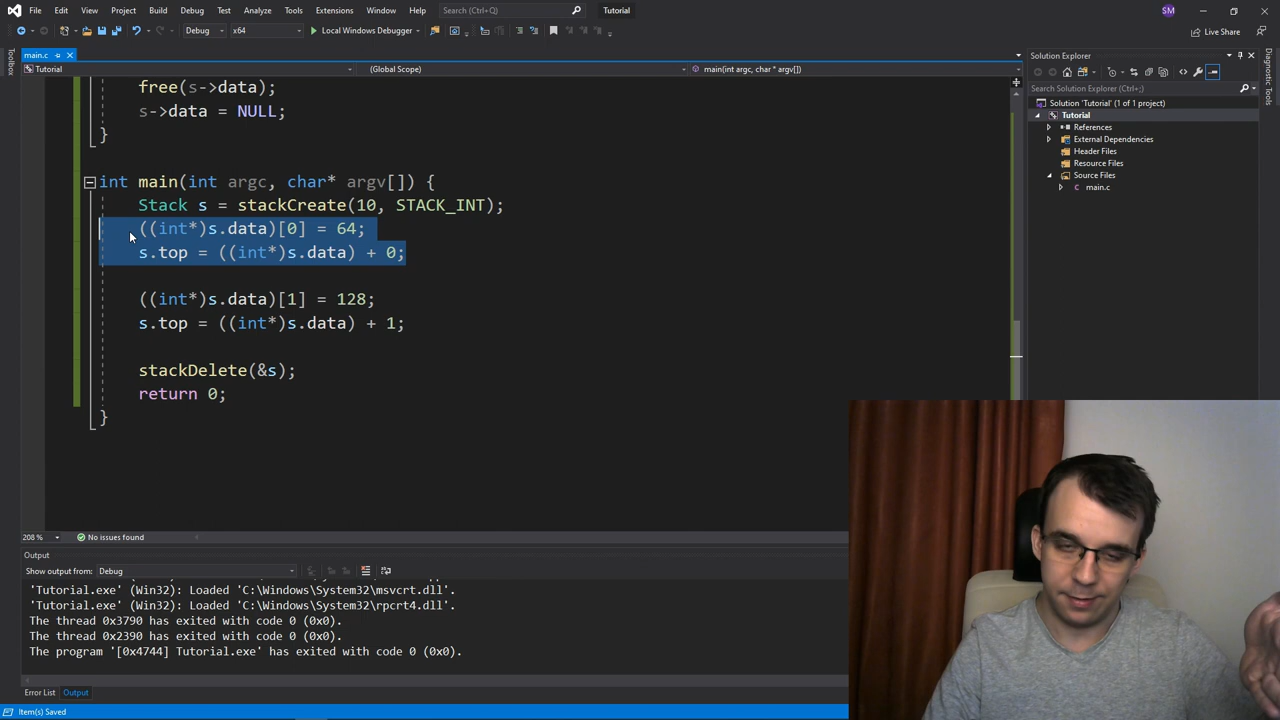 File Edit View Git Project Build Debug Test Analyze Tools Extensions Window Help Search (Ctrl+Q) Tutorial SM
Debug x64 Local Windows Debugger Live Share
Toolbox
main.c
Tutorial (Global Scope) main(int argc, char * argv[])
free(s->data);
s->data = NULL;
}
int main(int argc, char* argv[]) {
Stack s = stackCreate(10, STACK_INT);
((int*)s.data)[0] = 64;
s.top = ((int*)s.data) + 0;
((int*)s.data)[1] = 128;
s.top = ((int*)s.data) + 1;
stackDelete(&s);
return 0;
}
208 % No issues found
Output
Show output from: Debug
'Tutorial.exe' (Win32): Loaded 'C:\Windows\System32\msvcrt.dll'.
'Tutorial.exe' (Win32): Loaded 'C:\Windows\System32\rpcrt4.dll'.
The thread 0x3790 has exited with code 0 (0x0).
The thread 0x2390 has exited with code 0 (0x0).
The program '[0x4744] Tutorial.exe' has exited with code 0 (0x0).
Error List Output
Item(s) Saved
Solution Explorer
Search Solution Explorer (Ctrl+;)
Solution 'Tutorial' (1 of 1 project)
Tutorial
References
External Dependencies
Header Files
Resource Files
Source Files
main.c
Diagnostic Tools